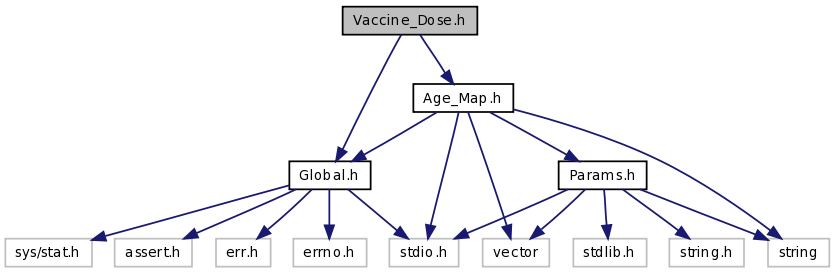 Vaccine_Dose.h
Age_Map.h
Global.h
Params.h
sys/stat.h
assert.h
err.h
errno.h
stdio.h
vector
stdlib.h
string.h
string